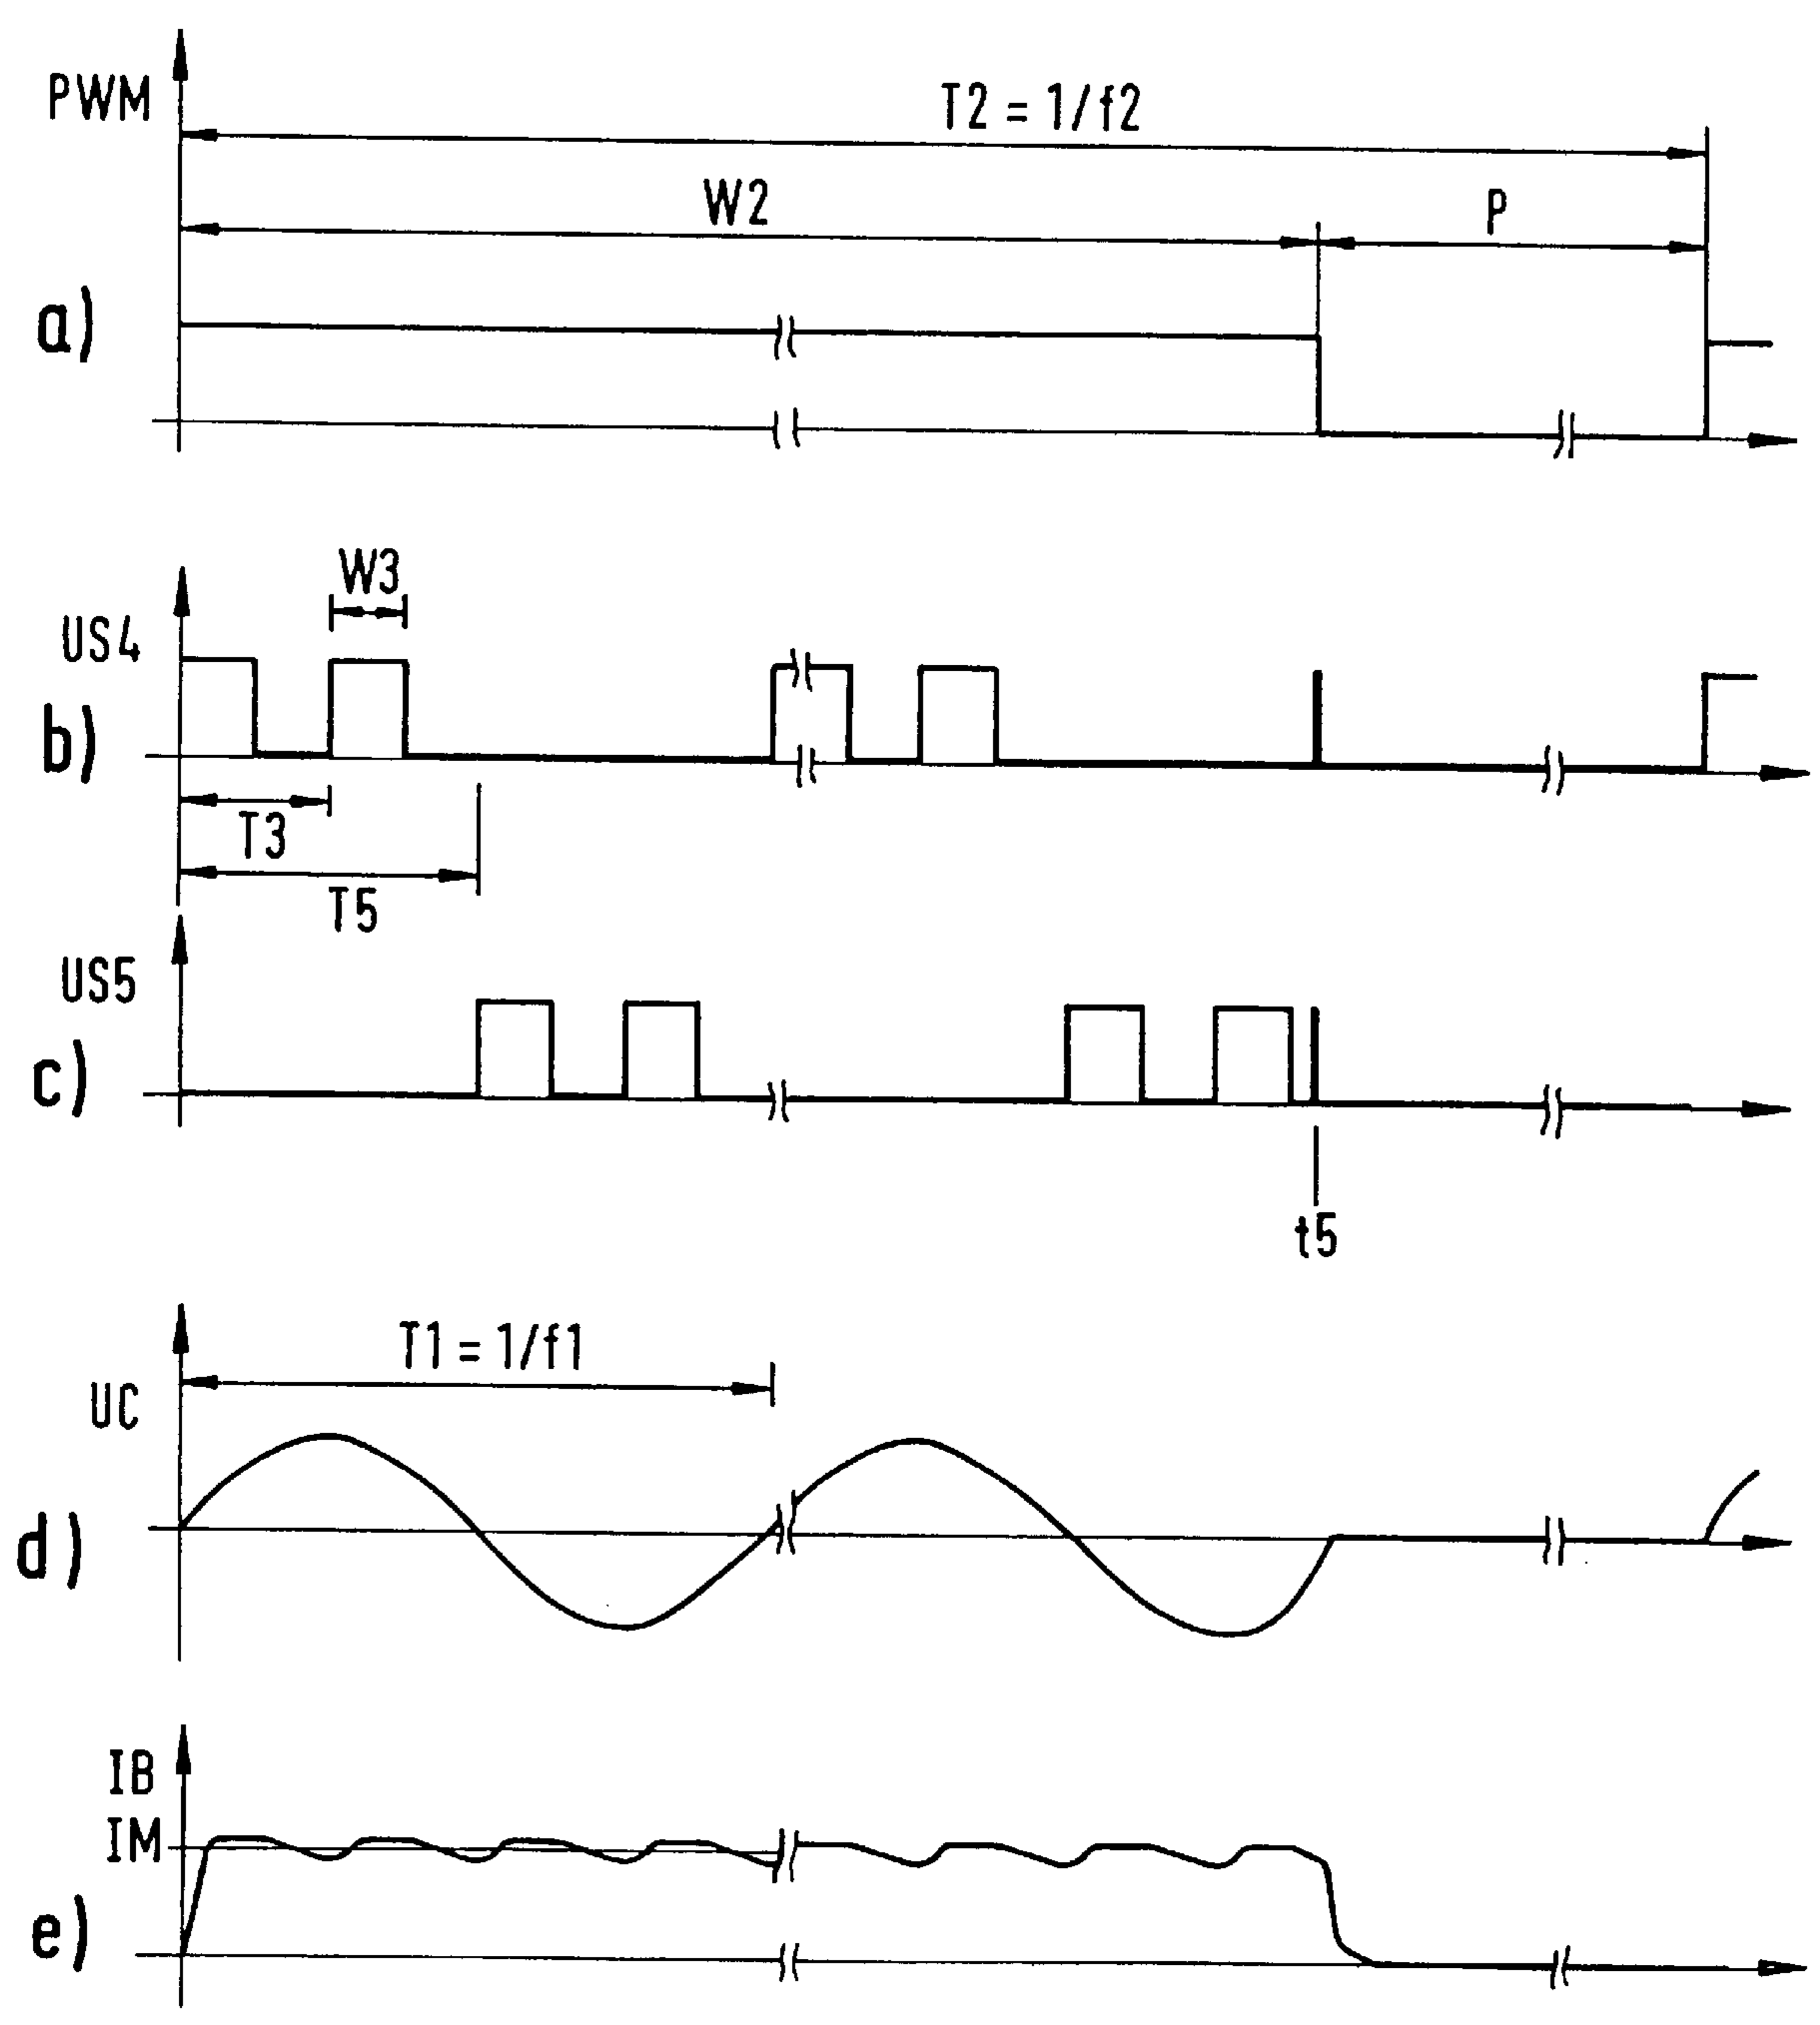 PWM
T2 = 1/f2
W2
P
a)
W3
US4
b)
T3
T5
US5
c)
t5
T1 = 1/f1
UC
d)
IB
IM
e)